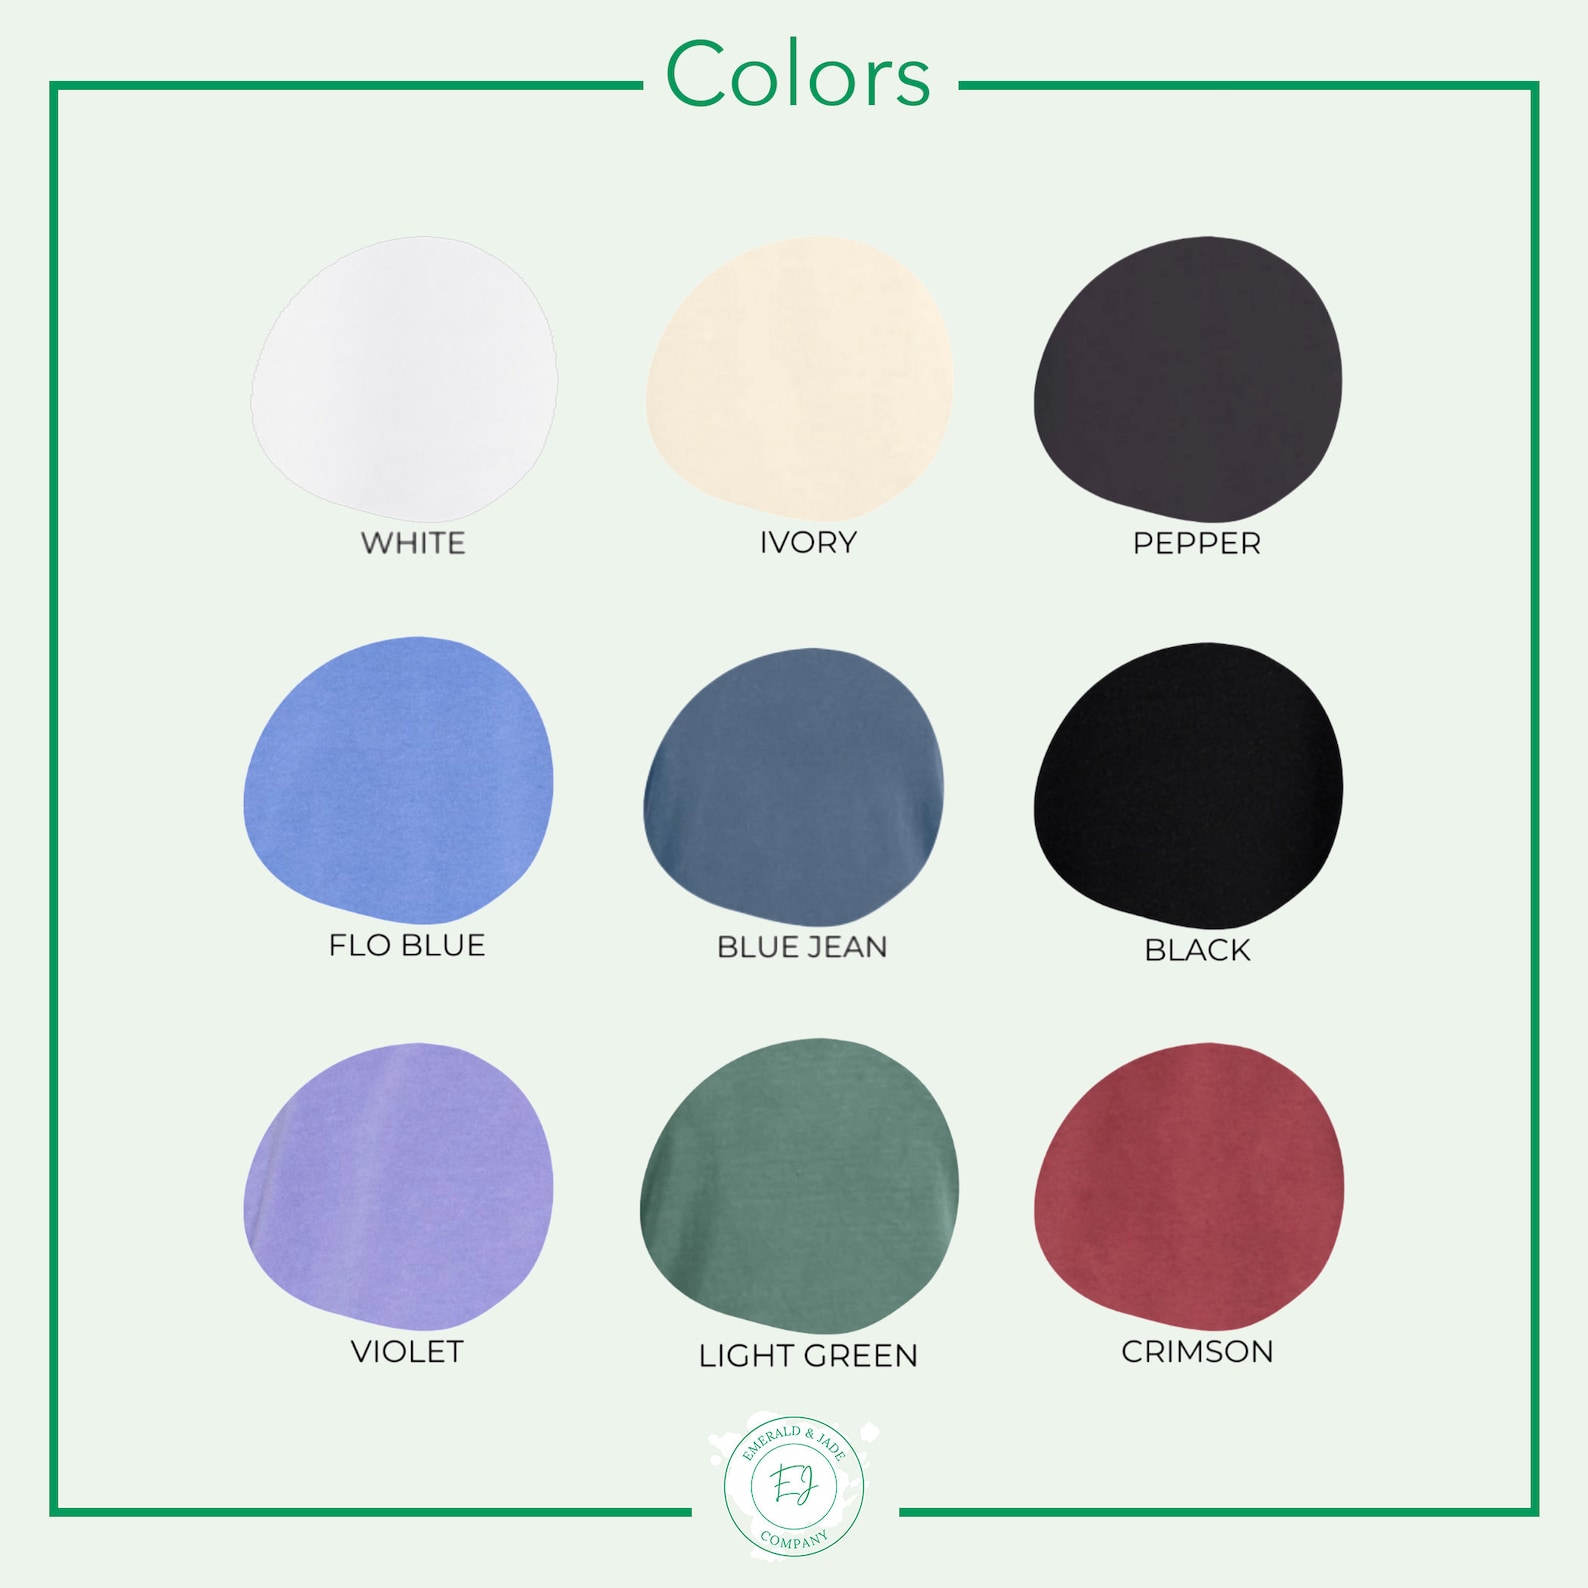 Colors
WHITE
IVORY
PEPPER
FLO BLUE
BLUE JEAN
BLACK
VIOLET
LIGHT GREEN
CRIMSON
EMERALD & JADE
EJ
COMPANY